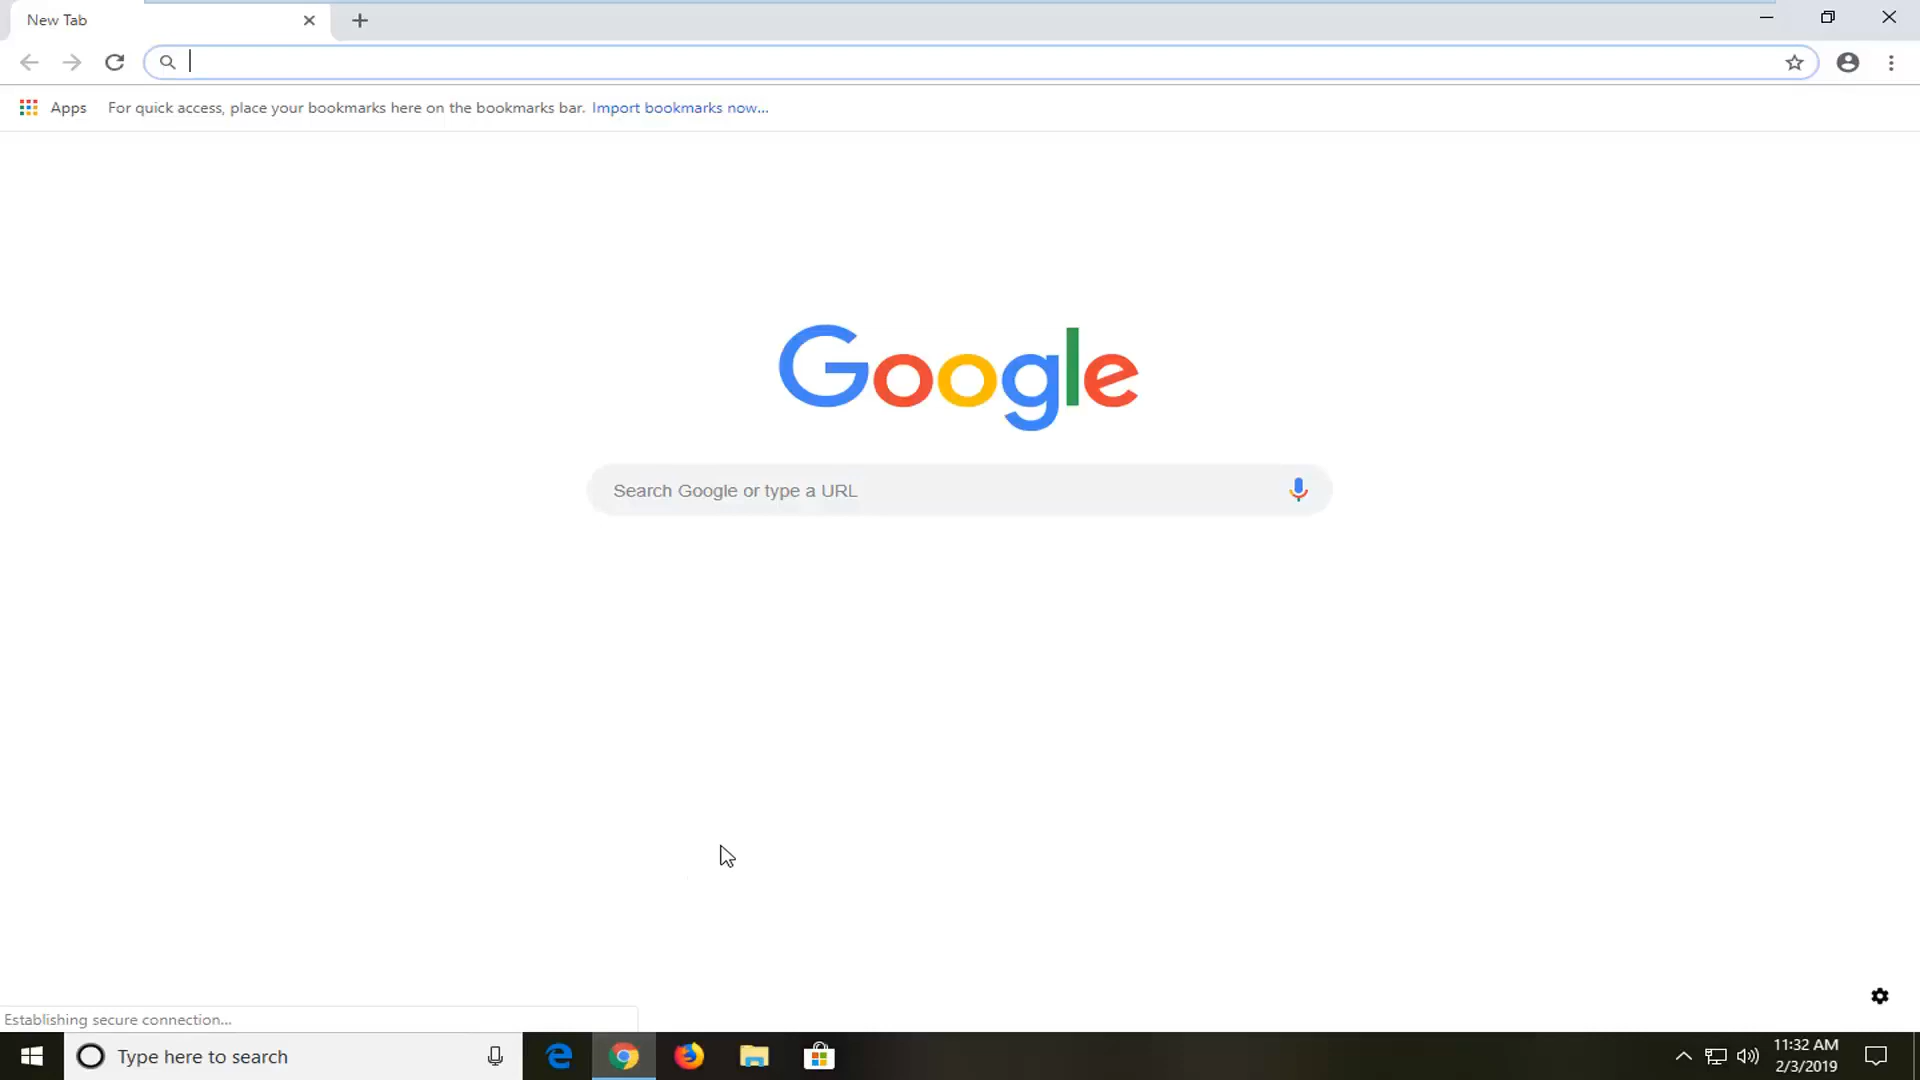 New Tab
Apps For quick access, place your bookmarks here on the bookmarks bar. Import bookmarks now...
Google
Search Google or type a URL
Establishing secure connection...
Type here to search
11:32 AM
2/3/2019